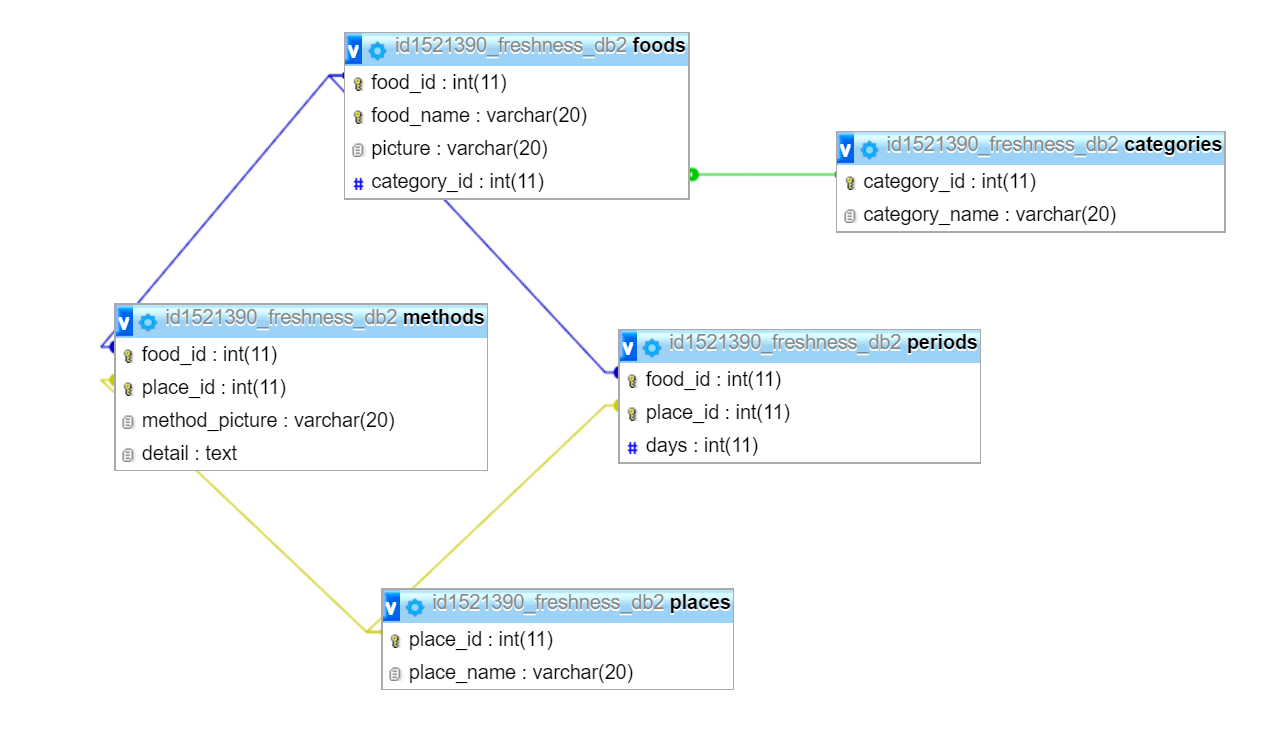 id1521390_freshness_db2 foods
food_id : int(11)
food_name : varchar(20)
picture : varchar(20)
category_id : int(11)
v id1521390_freshness_db2 categories
category_id : int(11)
category_name : varchar(20)
v id1521390_freshness_db2 methods
food_id : int(11)
place_id : int(11)
method_picture : varchar(20)
detail : text
v id1521390_freshness_db2 periods
food_id : int(11)
place_id : int(11)
# days : int(11)
v id1521390_freshness_db2 places
place_id : int(11)
place_name : varchar(20)